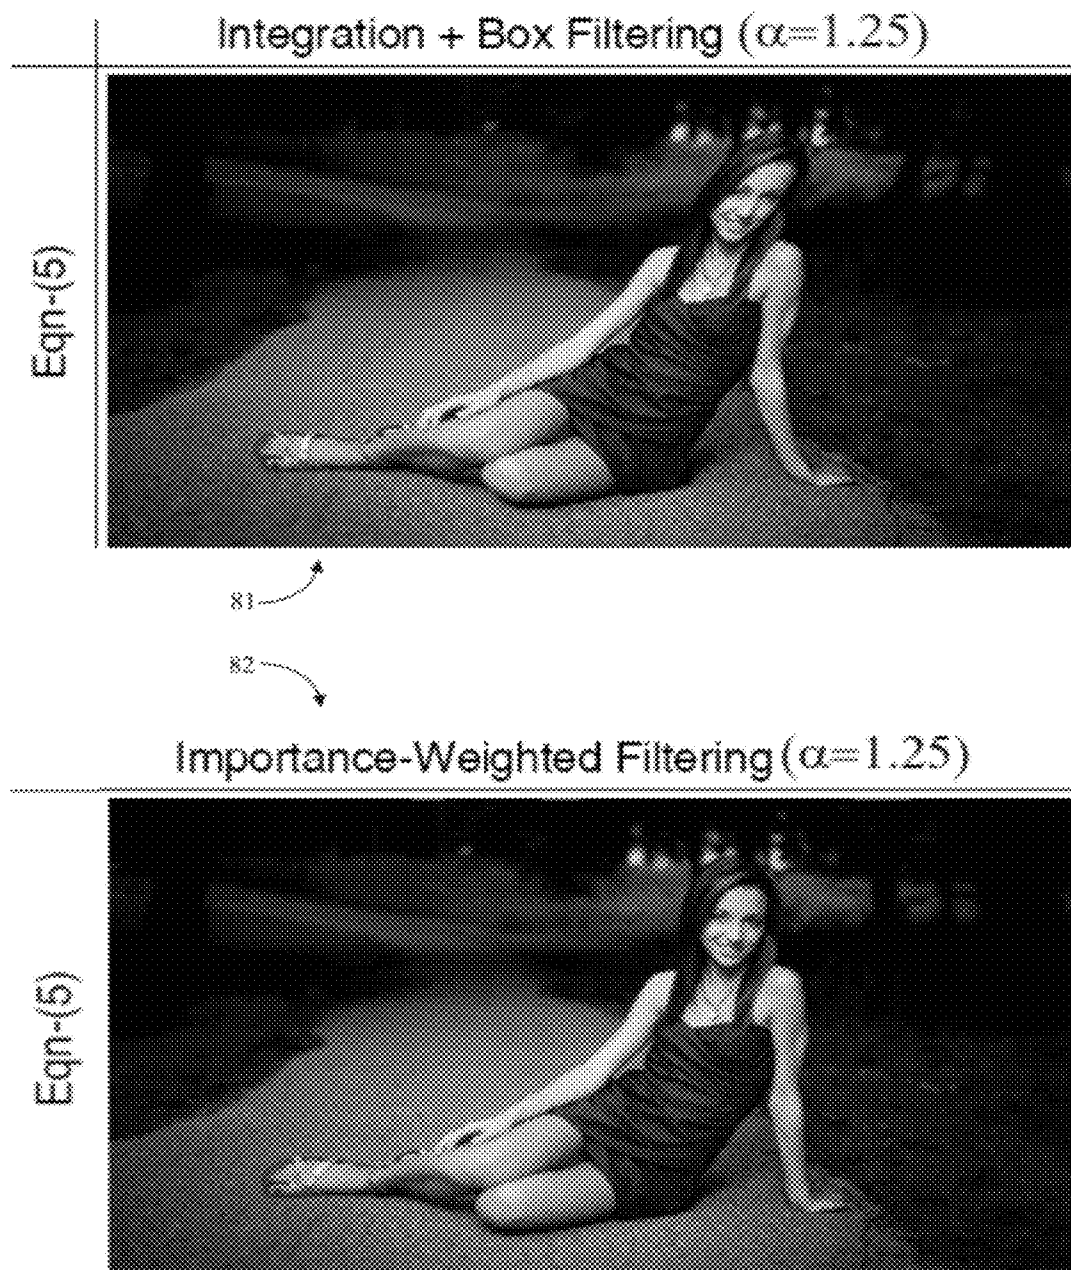 Integration + Box Filtering (α=1.25)
Eqn-(5)
81
82
Importance-Weighted Filtering (α=1.25)
Eqn-(5)